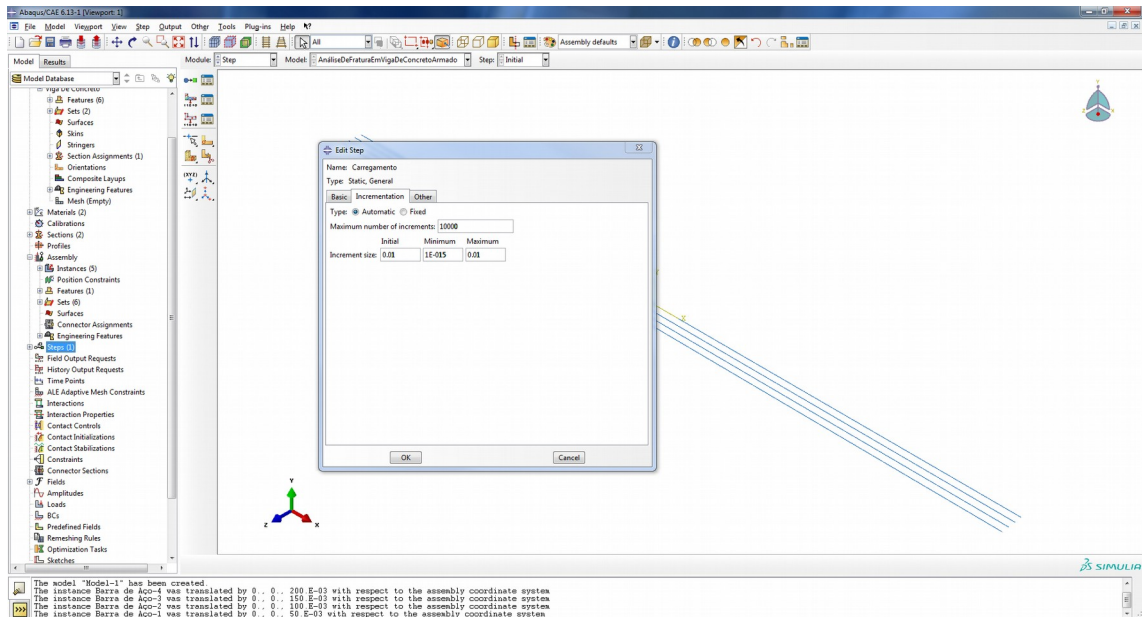 Abaqus/CAE 6.13-1 [Viewport: 1]
File Model Viewport View Step Output Other Tools Plug-ins Help
All Assembly defaults
Model Results Module: Step Model: AnáliseDeFraturaEmVigaDeConcretoArmado Step: Initial
Model Database
Viga De Concreto
Features (6)
Sets (2)
Surfaces
Skins
Stringers
Section Assignments (1)
Orientations
Composite Layups
Engineering Features
Mesh (Empty)
Materials (2)
Calibrations
Sections (2)
Profiles
Assembly
Instances (5)
Position Constraints
Features (1)
Sets (6)
Surfaces
Connector Assignments
Engineering Features
Steps (1)
Field Output Requests
History Output Requests
Time Points
ALE Adaptive Mesh Constraints
Interactions
Interaction Properties
Contact Controls
Contact Initializations
Contact Stabilizations
Constraints
Connector Sections
Fields
Amplitudes
Loads
BCs
Predefined Fields
Remeshing Rules
Optimization Tasks
Sketches
Edit Step
Name: Carregamento
Type: Static, General
Basic Incrementation Other
Type: Automatic Fixed
Maximum number of increments: 10000
Initial Minimum Maximum
Increment size: 0.01 1E-015 0.01
OK Cancel
Y
Z X
SIMULIA
The model "Model-1" has been created.
The instance Barra de Aço-4 was translated by 0., 0., 200.E-03 with respect to the assembly coordinate system
The instance Barra de Aço-3 was translated by 0., 0., 150.E-03 with respect to the assembly coordinate system
The instance Barra de Aço-2 was translated by 0., 0., 100.E-03 with respect to the assembly coordinate system
The instance Barra de Aço-1 was translated by 0., 0., 50.E-03 with respect to the assembly coordinate system